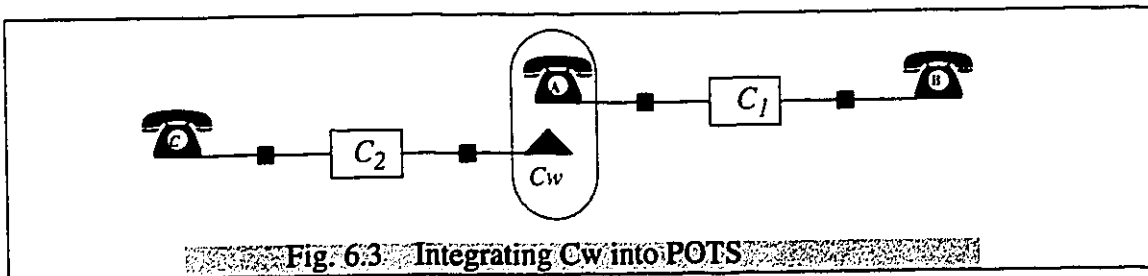 A
B
C₁
C
C₂
Cw
Fig. 6.3 Integrating Cw into POTS